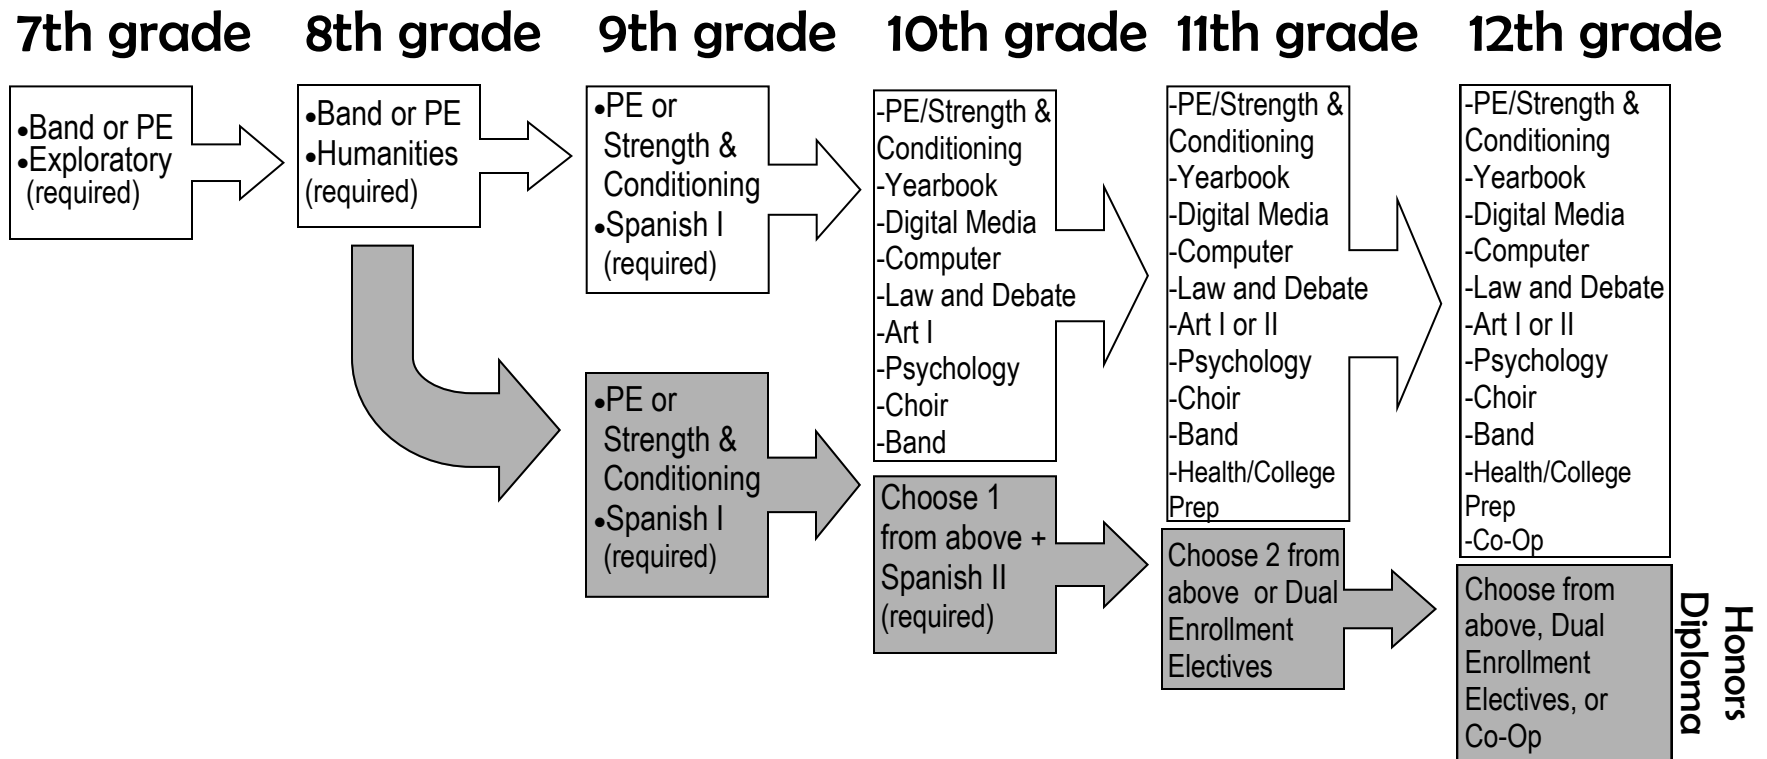 7th grade
8th grade
9th grade
10th grade
11th grade
12th grade
•Band or PE
•Exploratory
(required)
•Band or PE
•Humanities
(required)
•PE or
Strength &
Conditioning
•Spanish I
(required)
-PE/Strength &
Conditioning
-Yearbook
-Digital Media
-Computer
-Law and Debate
-Art I
-Psychology
-Choir
-Band
-PE/Strength &
Conditioning
-Yearbook
-Digital Media
-Computer
-Law and Debate
-Art I or II
-Psychology
-Choir
-Band
-Health/College
Prep
-PE/Strength &
Conditioning
-Yearbook
-Digital Media
-Computer
-Law and Debate
-Art I or II
-Psychology
-Choir
-Band
-Health/College
Prep
-Co-Op
•PE or
Strength &
Conditioning
•Spanish I
(required)
Choose 1
from above +
Spanish II
(required)
Choose 2 from
above or Dual
Enrollment
Electives
Choose from
above, Dual
Enrollment
Electives, or
Co-Op
Honors
Diploma